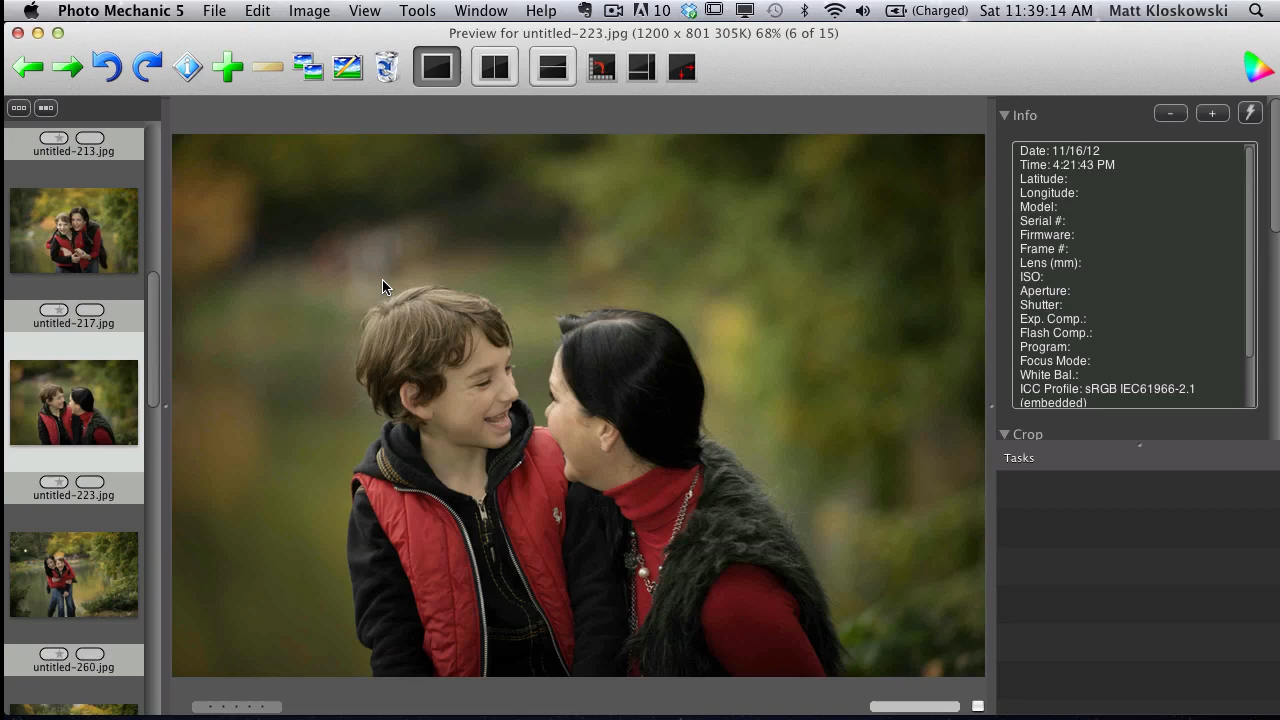 Photo Mechanic 5 File Edit Image View Tools Window Help 10 (Charged) Sat 11:39:14 AM Matt Kloskowski
Preview for untitled-223.jpg (1200 x 801 305K) 68% (6 of 15)
untitled-213.jpg
untitled-217.jpg
untitled-223.jpg
untitled-260.jpg
Info
- +
Date: 11/16/12
Time: 4:21:43 PM
Latitude:
Longitude:
Model:
Serial #:
Firmware:
Frame #:
Lens (mm):
ISO:
Aperture:
Shutter:
Exp. Comp.:
Flash Comp.:
Program:
Focus Mode:
White Bal.:
ICC Profile: sRGB IEC61966-2.1
(embedded)
Crop
Tasks